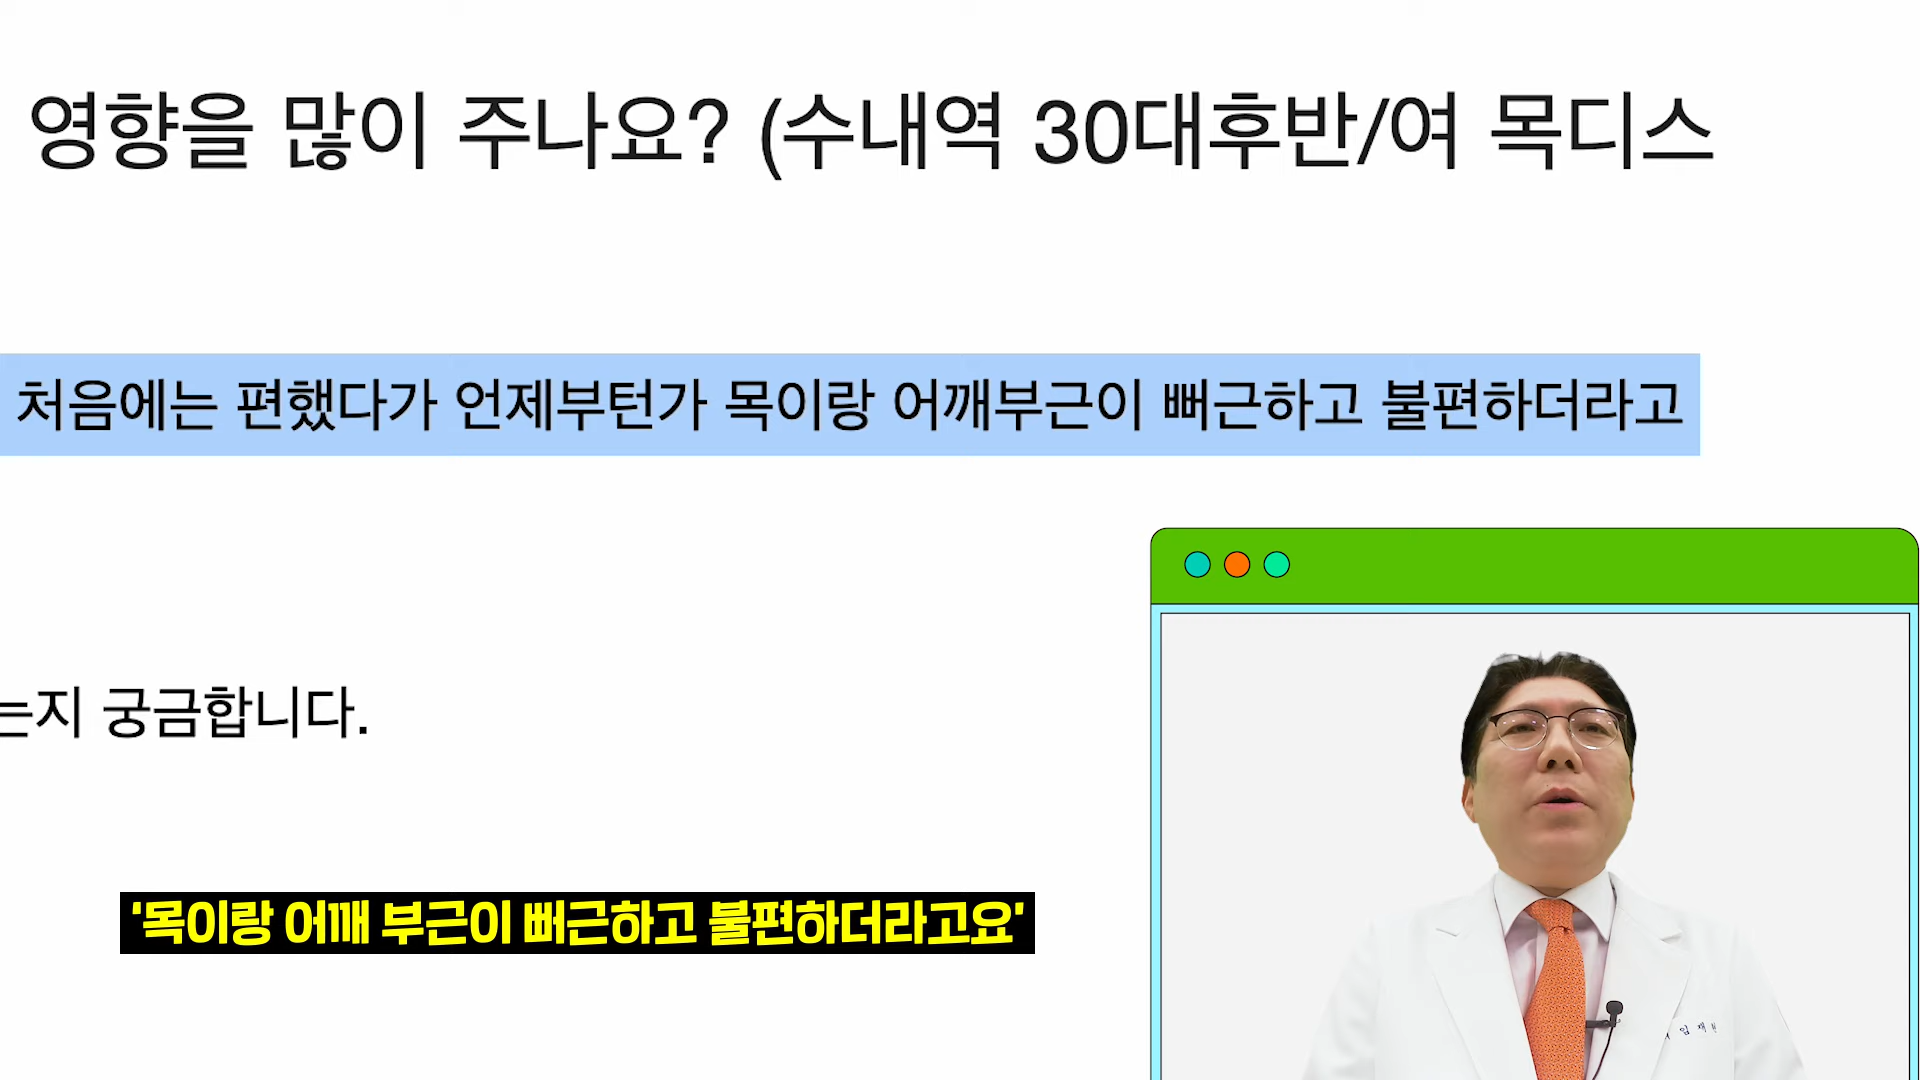 영향을 많이 주나요? (수내역 30대후반/여 목디스
처음에는 편했다가 언제부턴가 목이랑 어깨부근이 뻐근하고 불편하더라고
는지 궁금합니다.
‘목이랑 어깨 부근이 뻐근하고 불편하더라고요’
임재